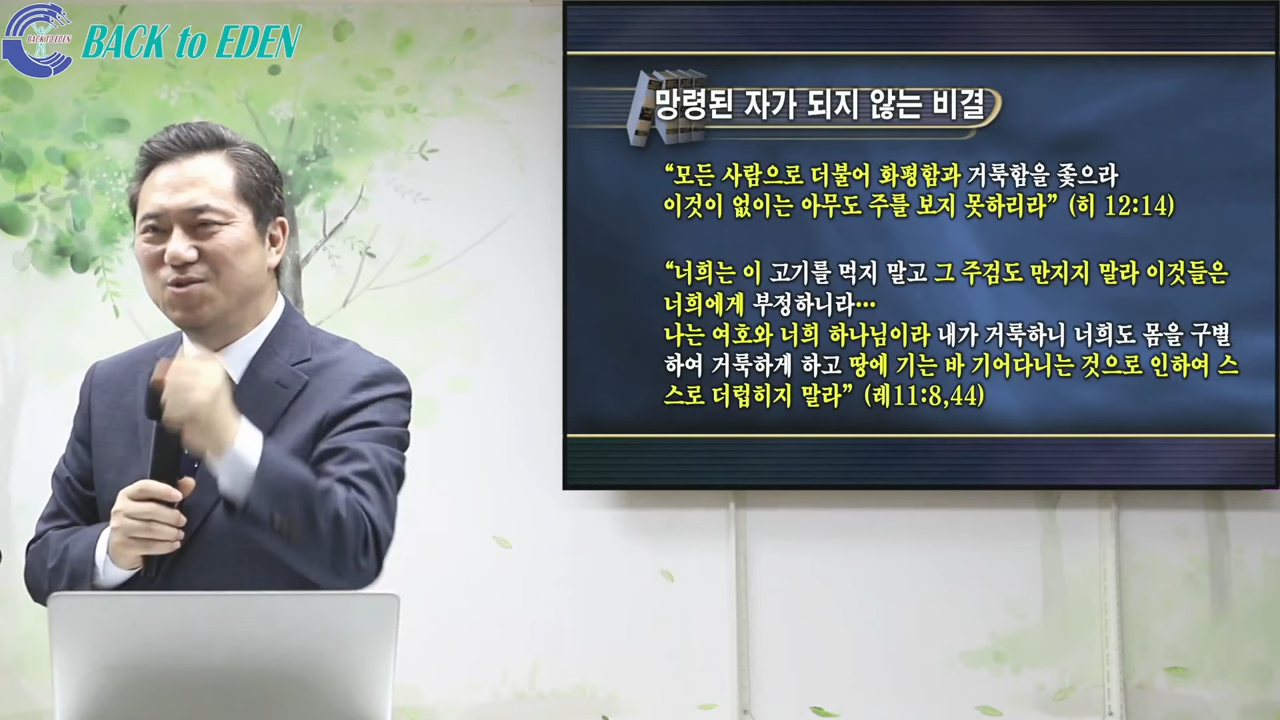 BACK TO EDEN
BACK to EDEN
망령된 자가 되지 않는 비결
“모든 사람으로 더불어 화평함과 거룩함을 좇으라
이것이 없이는 아무도 주를 보지 못하리라” (히 12:14)
“너희는 이 고기를 먹지 말고 그 주검도 만지지 말라 이것들은
너희에게 부정하니라…
나는 여호와 너희 하나님이라 내가 거룩하니 너희도 몸을 구별
하여 거룩하게 하고 땅에 기는 바 기어다니는 것으로 인하여 스
스로 더럽히지 말라” (레11:8,44)